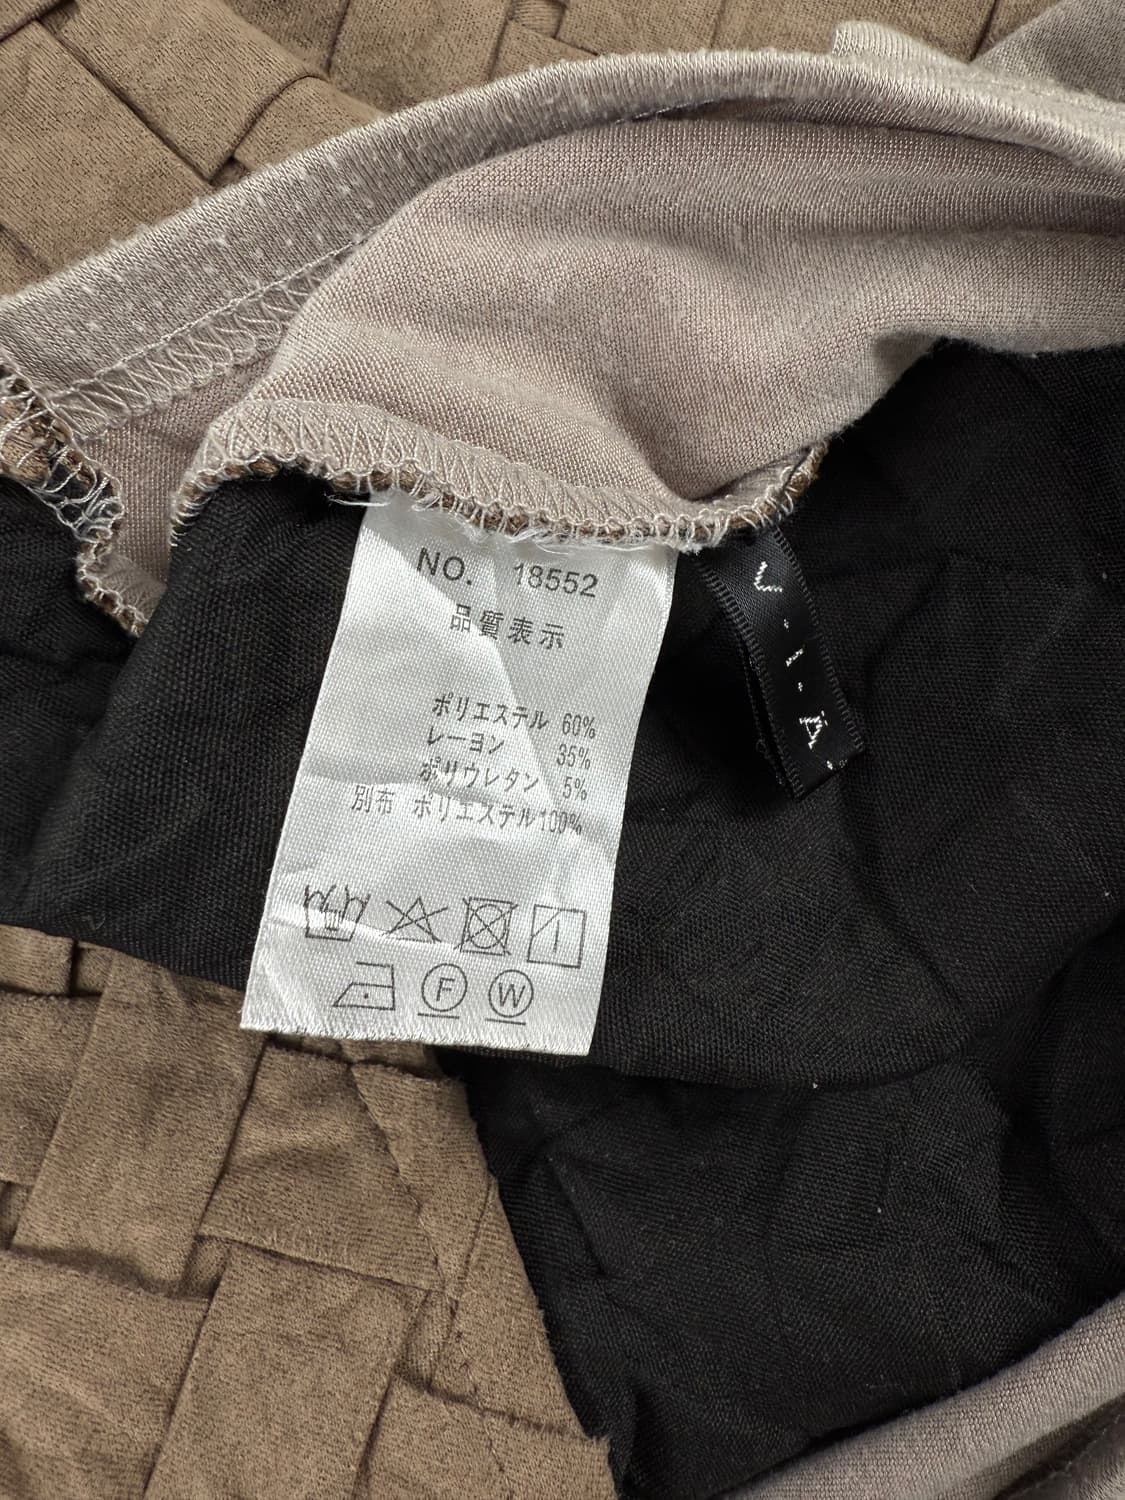 NO. 18552
品質表示
ポリエステル 60%
レーヨン 35%
ポリウレタン 5%
別布 ポリエステル100%
F W